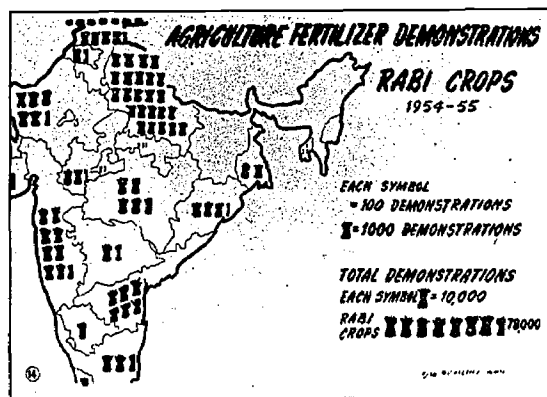 AGRICULTURE FERTILIZER DEMONSTRATIONS
RABI CROPS
1954-55
EACH SYMBOL
= 100 DEMONSTRATIONS
= 1000 DEMONSTRATIONS
TOTAL DEMONSTRATIONS
EACH SYMBOL = 10,000
RABI
CROPS 78,000
14